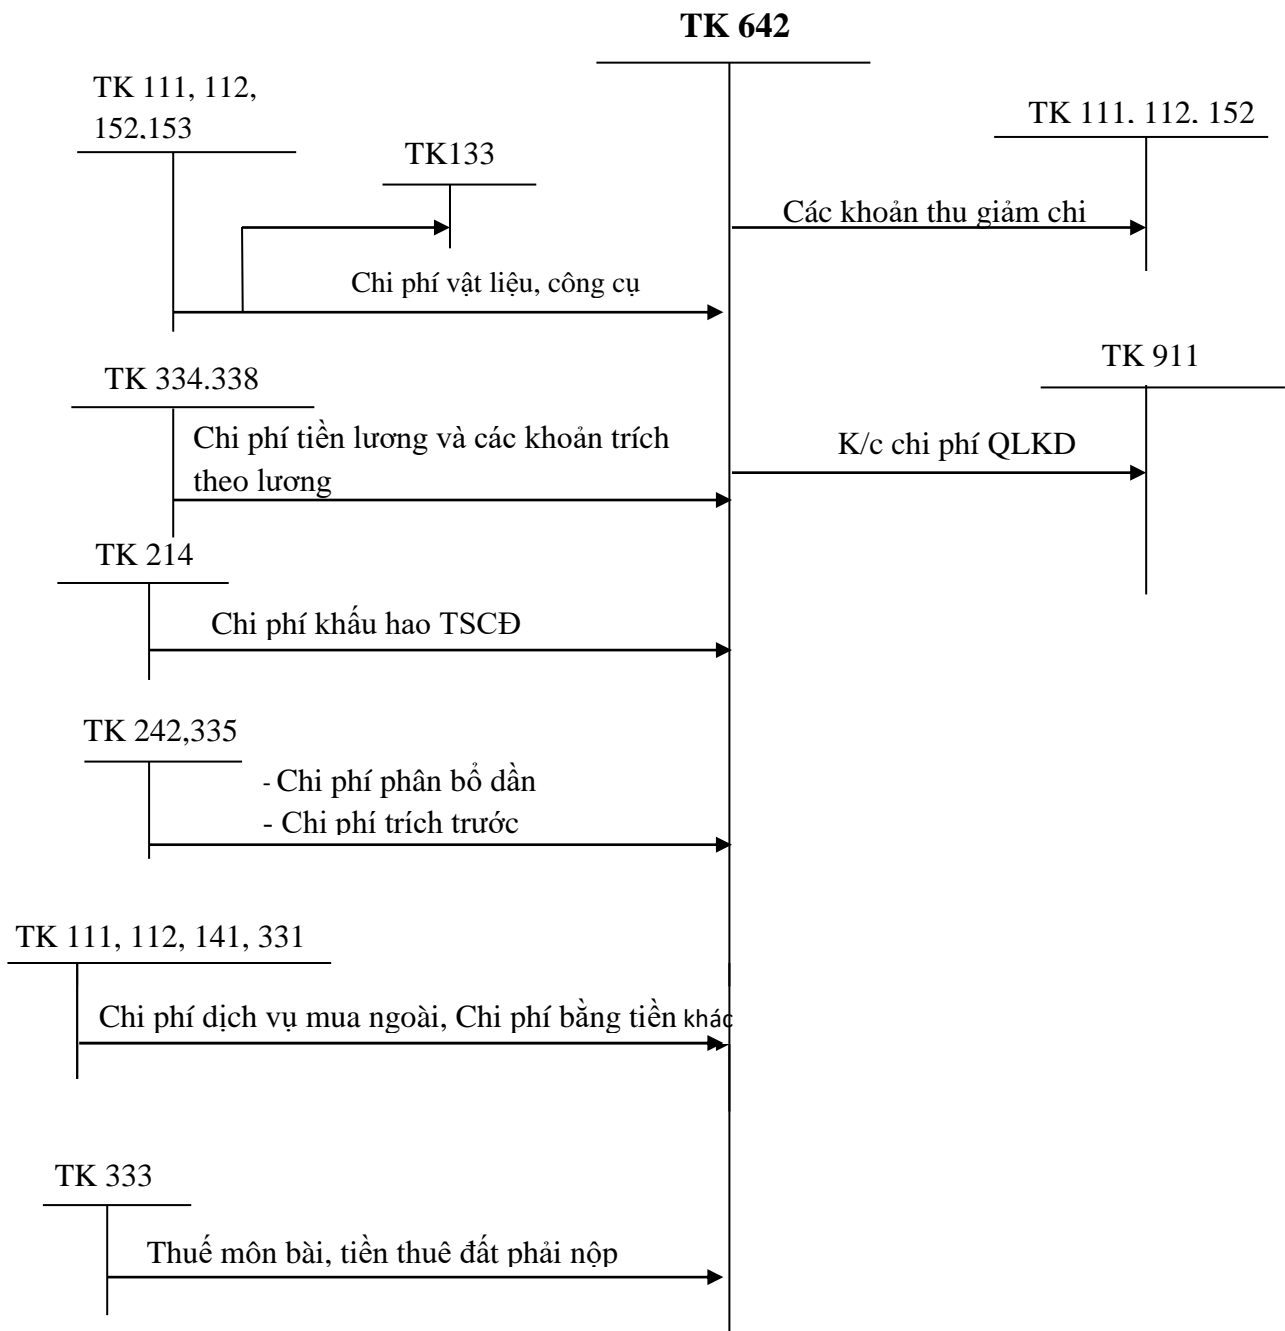 TK 642
TK 111, 112,
152,153
TK 111, 112, 152
TK133
Các khoản thu giảm chi
Chi phí vật liệu, công cụ
TK 911
TK 334.338
Chi phí tiền lương và các khoản trích
theo lương
K/c chi phí QLKD
TK 214
Chi phí khấu hao TSCĐ
TK 242,335
- Chi phí phân bổ dần
- Chi phí trích trước
TK 111, 112, 141, 331
Chi phí dịch vụ mua ngoài, Chi phí bằng tiền khác
TK 333
Thuế môn bài, tiền thuê đất phải nộp